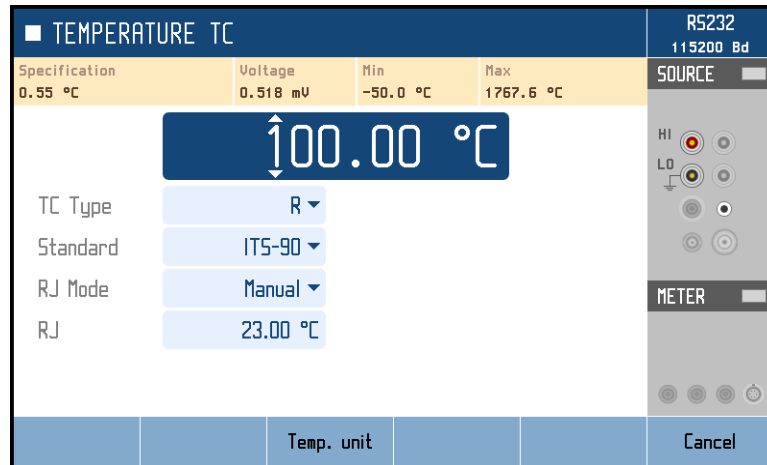 TEMPERATURE TC
RS232
115200 Bd
Specification Voltage Min Max
0.55 °C 0.518 mV -50.0 °C 1767.6 °C
SOURCE
100.00 °C
HI
LO
TC Type R
Standard ITS-90
RJ Mode Manual
RJ 23.00 °C
METER
Temp. unit
Cancel